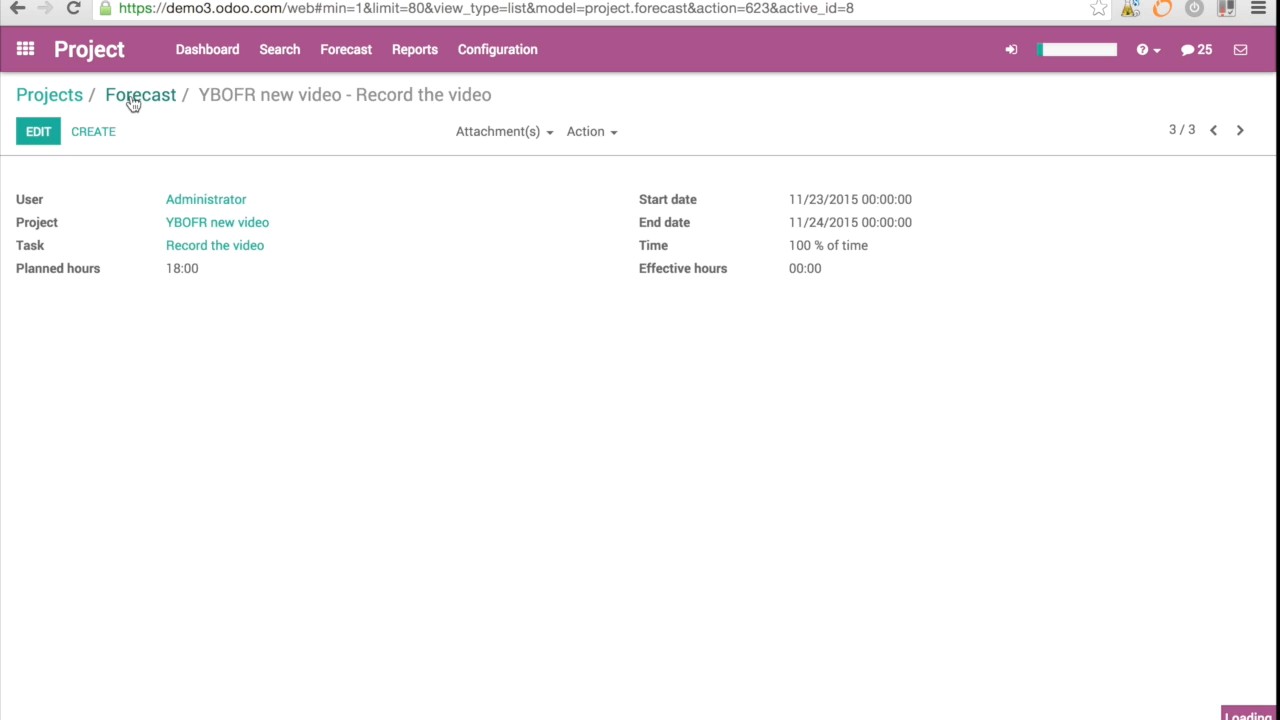 https://demo3.odoo.com/web#min=1&limit=80&view_type=list&model=project.forecast&action=623&active_id=8
Project Dashboard Search Forecast Reports Configuration 25
Projects / Forecast / YBOFR new video - Record the video
EDIT CREATE Attachment(s) Action 3 / 3
User Administrator Start date 11/23/2015 00:00:00
Project YBOFR new video End date 11/24/2015 00:00:00
Task Record the video Time 100 % of time
Planned hours 18:00 Effective hours 00:00
Loading